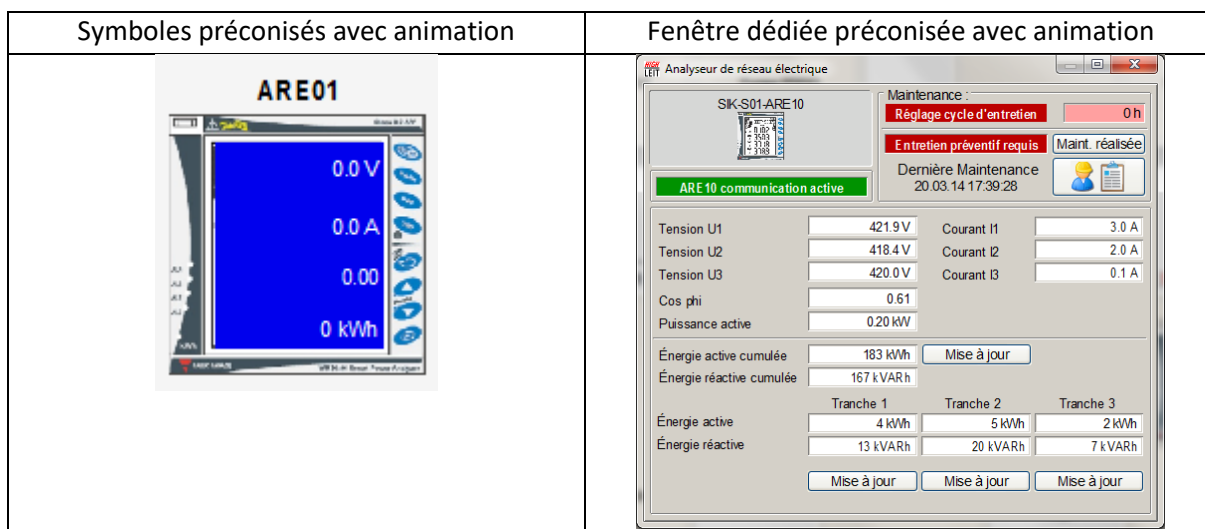 Symboles préconisés avec animation
Fenêtre dédiée préconisée avec animation
ARE01
0.0 V
0.0 A
0.00
0 kWh
HIGH LEIT Analyseur de réseau électrique
SIK-S01-ARE10
ARE10 communication active
Maintenance :
Réglage cycle d'entretien 0 h
Entretien préventif requis Maint. réalisée
Dernière Maintenance
20.03.14 17:39:28
Tension U1 421.9 V Courant I1 3.0 A
Tension U2 418.4 V Courant I2 2.0 A
Tension U3 420.0 V Courant I3 0.1 A
Cos phi 0.61
Puissance active 0.20 kW
Énergie active cumulée 183 kWh Mise à jour
Énergie réactive cumulée 167 kVARh
Tranche 1 Tranche 2 Tranche 3
Énergie active 4 kWh 5 kWh 2 kWh
Énergie réactive 13 kVARh 20 kVARh 7 kVARh
Mise à jour Mise à jour Mise à jour